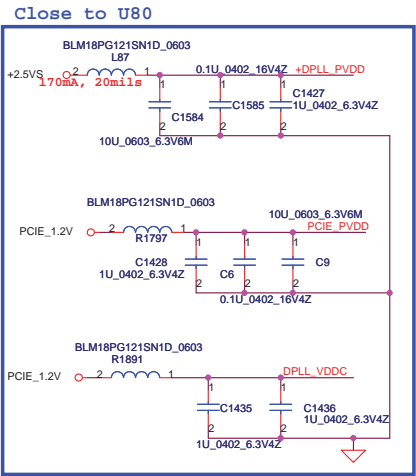 Close to U80
BLM18PG121SN1D_0603
L87
+2.5VS 2 1 0.1U_0402_16V4Z +DPLL_PVDD
170mA, 20mils
1 1 1 C1427
C1584 C1585 1U_0402_6.3V4Z
2 2 2
10U_0603_6.3V6M
BLM18PG121SN1D_0603
10U_0603_6.3V6M
PCIE_1.2V 2 1 PCIE_PVDD
R1797
1 1 1
C1428 C6 C9
1U_0402_6.3V4Z
2 2 2
0.1U_0402_16V4Z
BLM18PG121SN1D_0603
R1891
PCIE_1.2V 2 1 DPLL_VDDC
1 1
C1435 C1436
1U_0402_6.3V4Z
2 2
1U_0402_6.3V4Z